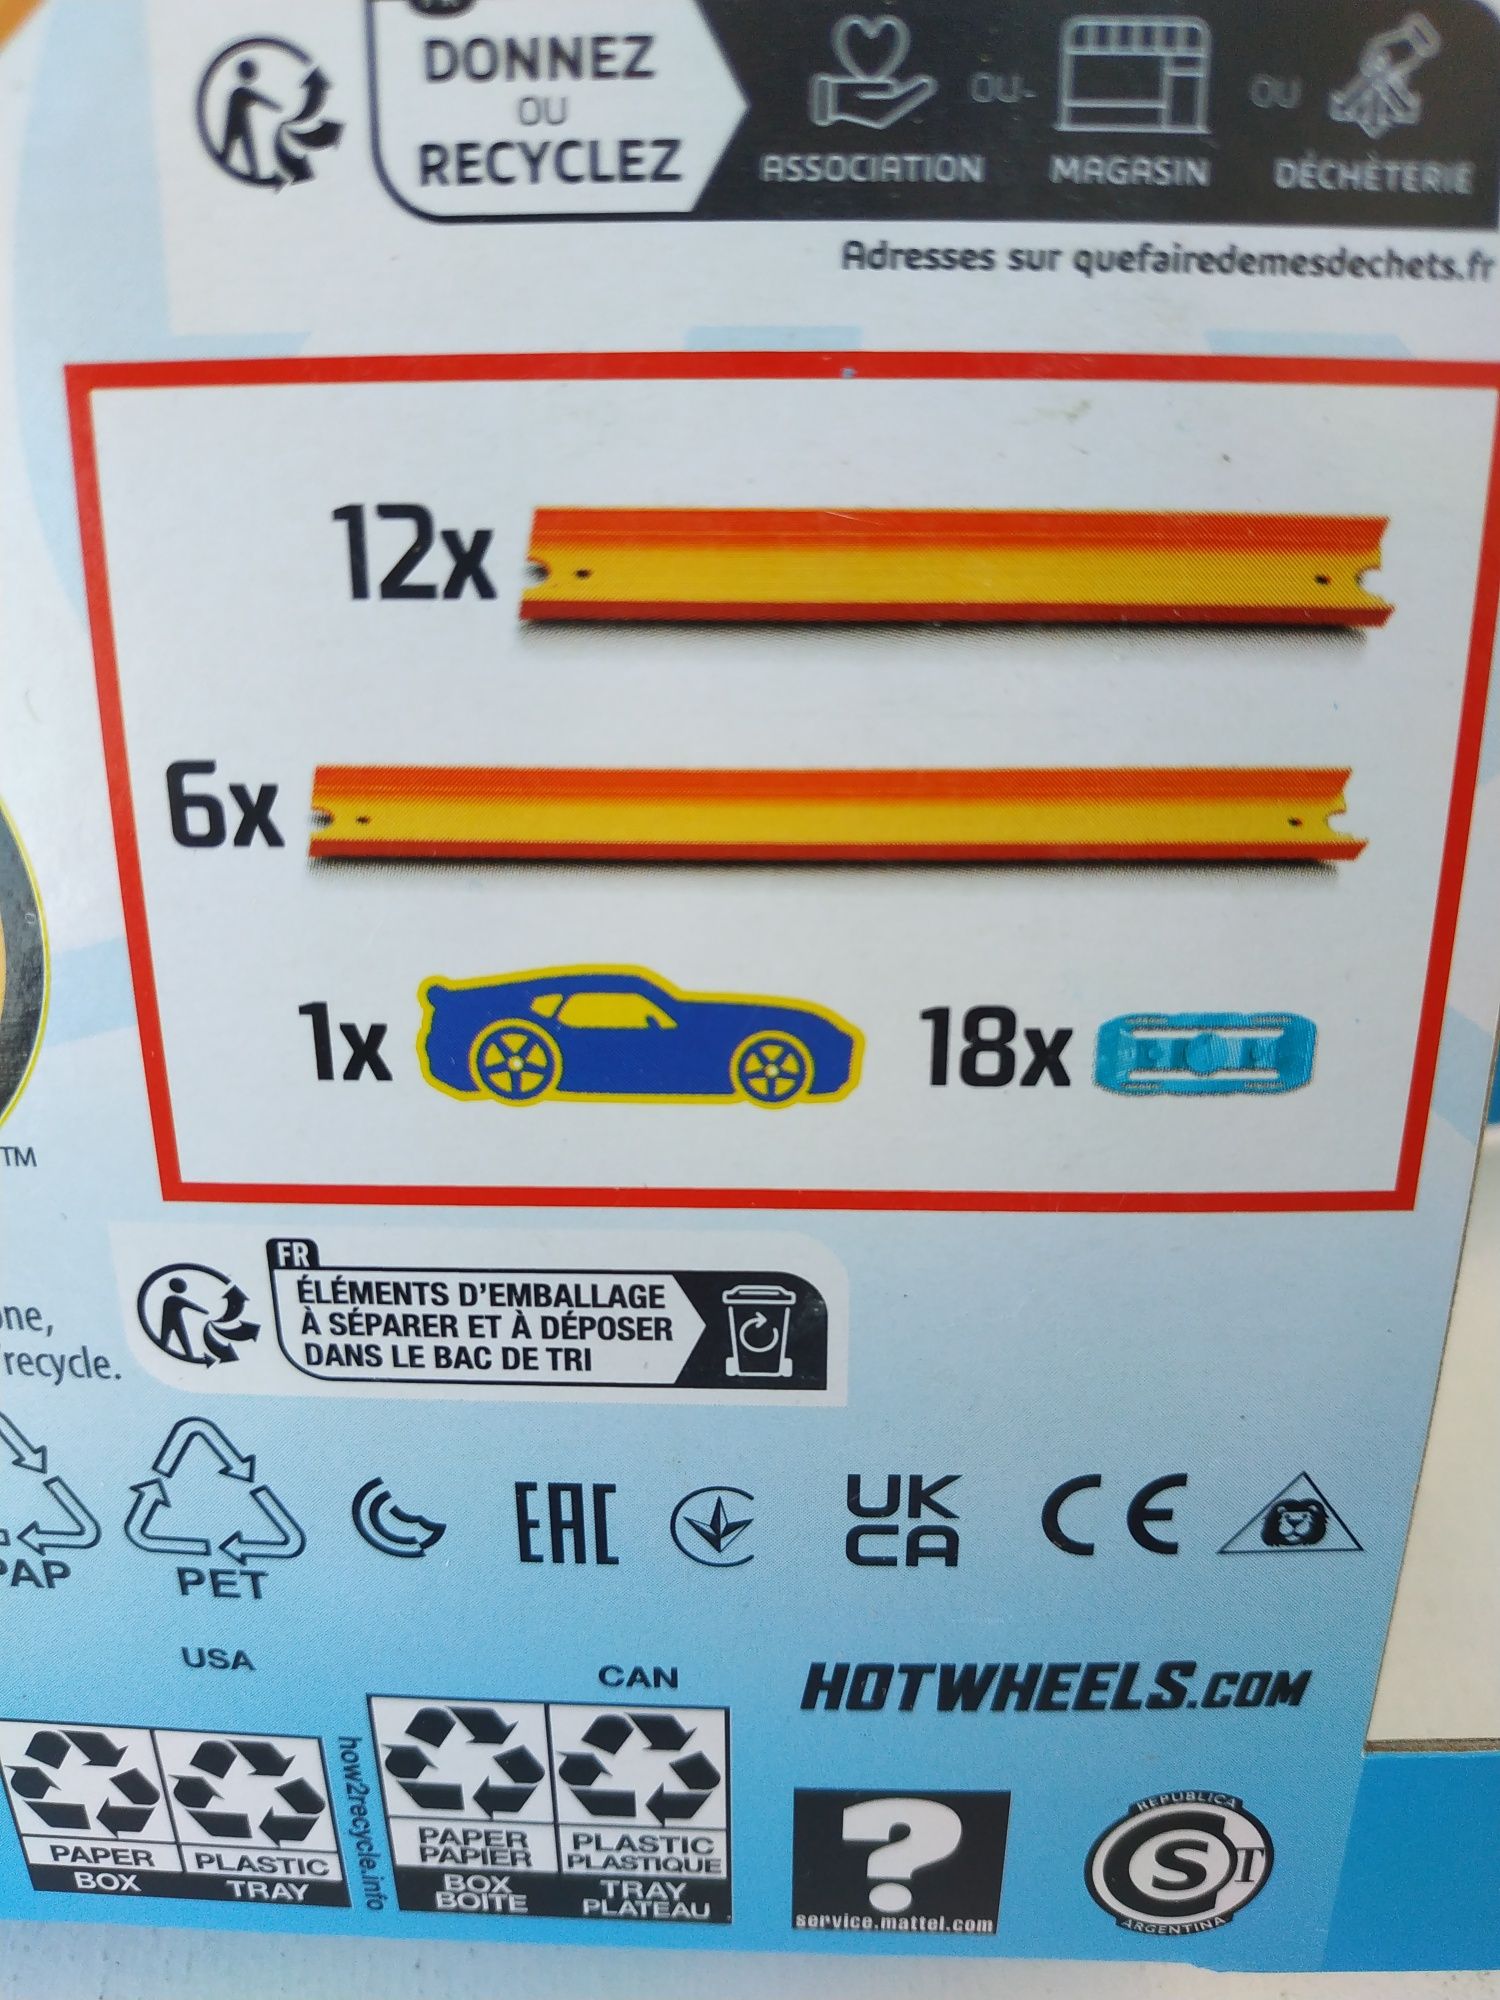 DONNEZ
OU
RECYCLEZ
ASSOCIATION
OU
MAGASIN
OU
DÉCHÈTERIE
Adresses sur quefairedemesdechets.fr
12x
6x
1x
18x
TM
FR
ÉLÉMENTS D'EMBALLAGE
À SÉPARER ET À DÉPOSER
DANS LE BAC DE TRI
recycle.
PAP
PET
EAC
UK
CA
CE
USA
CAN
HOTWHEELS.COM
PAPER
BOX
PLASTIC
TRAY
how2recycle.info
PAPER
PAPIER
BOX
BOÎTE
PLASTIC
PLASTIQUE
TRAY
PLATEAU
?
service.mattel.com
REPUBLICA
S
T
ARGENTINA